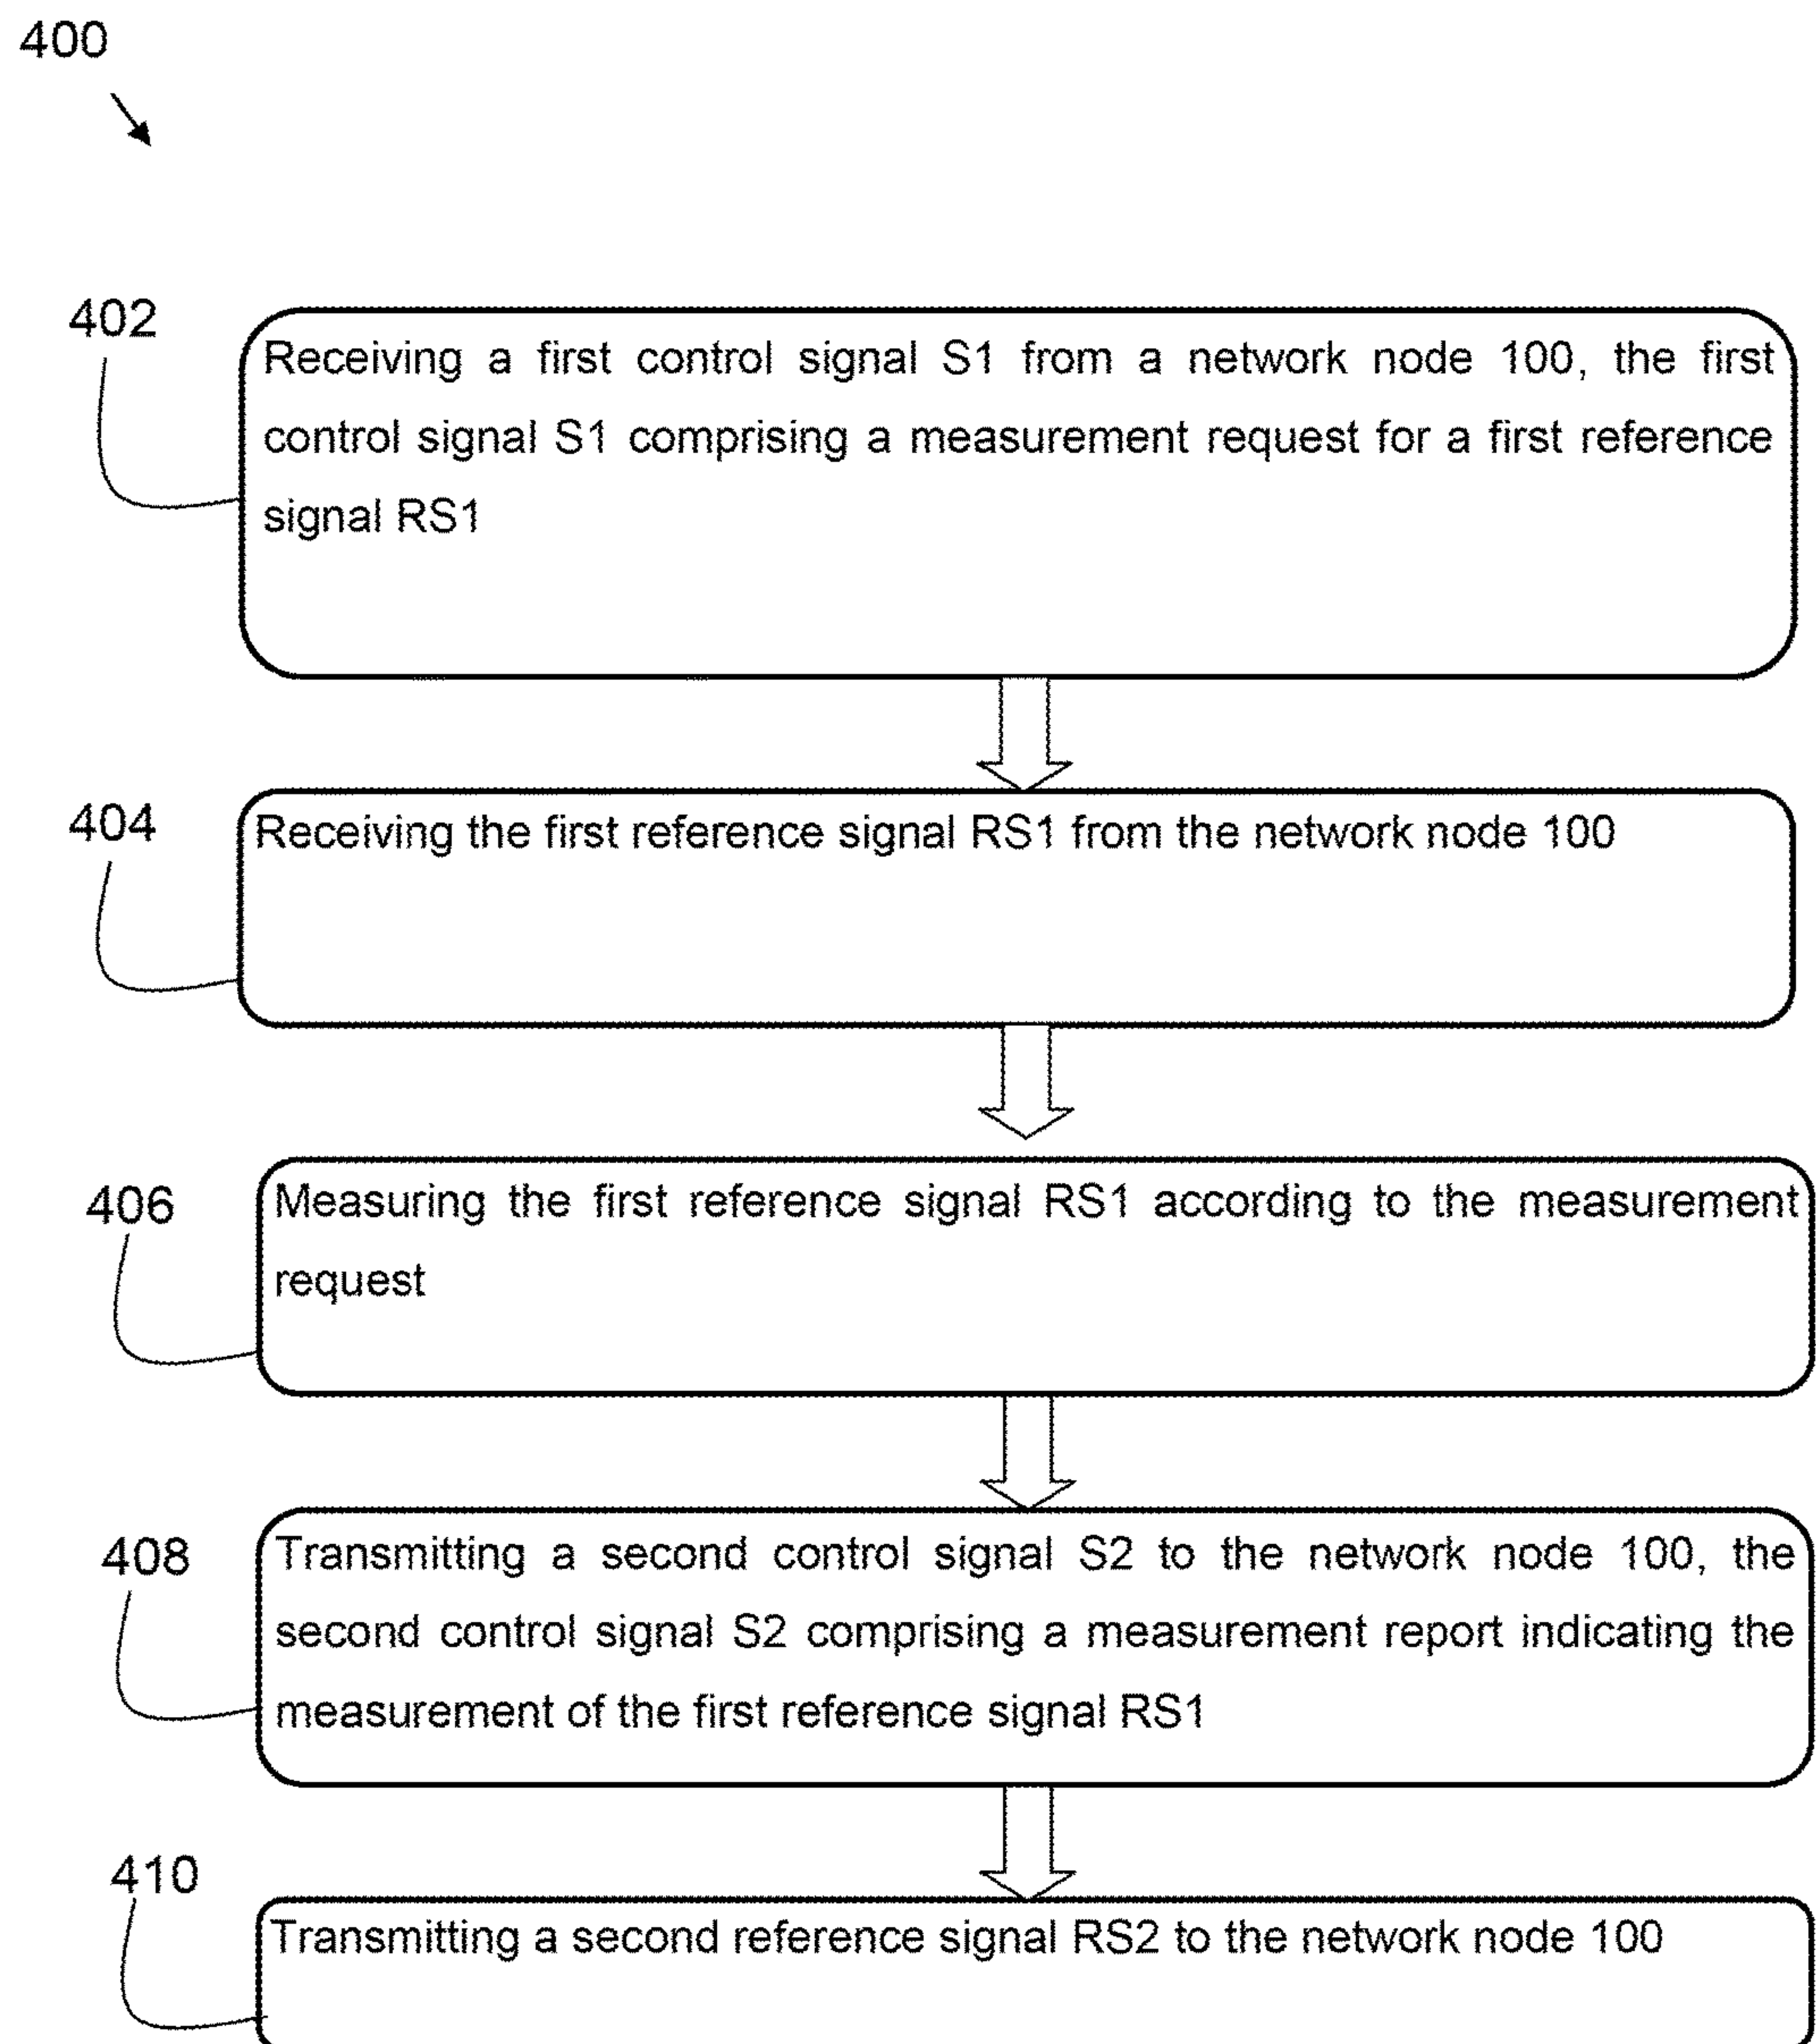 400
402
Receiving a first control signal S1 from a network node 100, the first
control signal S1 comprising a measurement request for a first reference
signal RS1
404
Receiving the first reference signal RS1 from the network node 100
406
Measuring the first reference signal RS1 according to the measurement
request
408
Transmitting a second control signal S2 to the network node 100, the
second control signal S2 comprising a measurement report indicating the
measurement of the first reference signal RS1
410
Transmitting a second reference signal RS2 to the network node 100